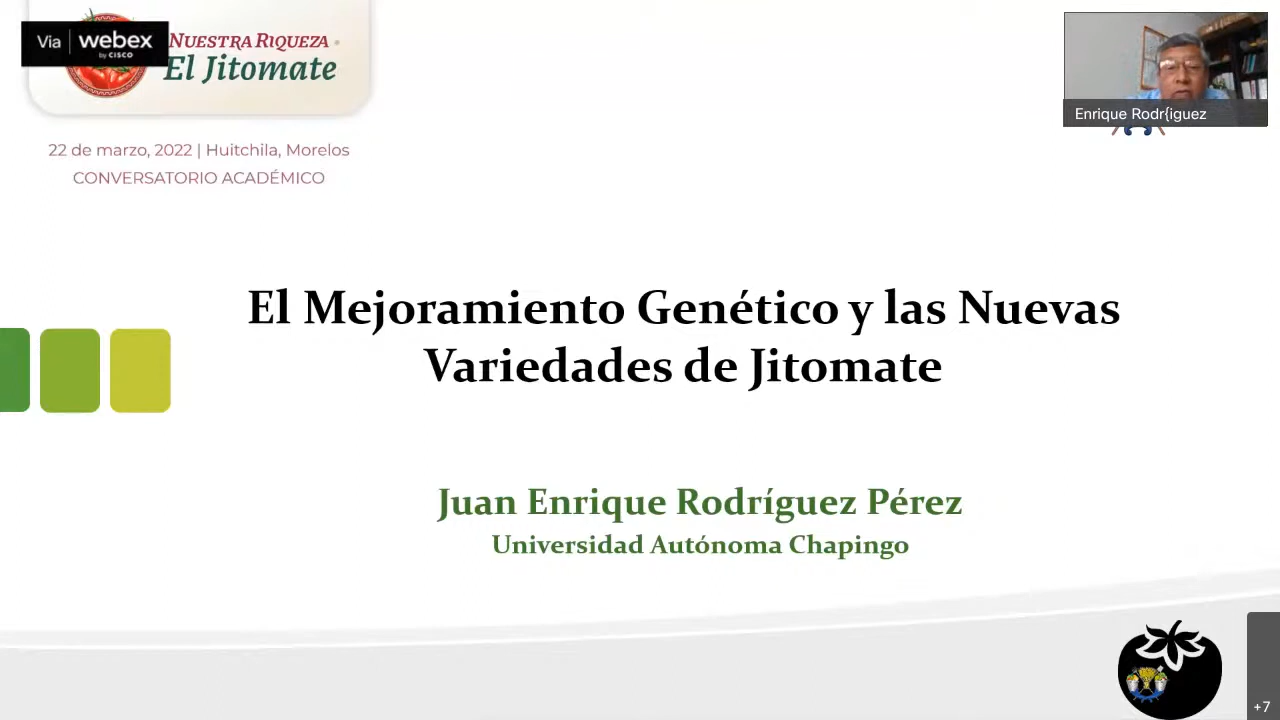 Via webex
by CISCO
NUESTRA RIQUEZA
El Jitomate
22 de marzo, 2022 | Huitchila, Morelos
CONVERSATORIO ACADÉMICO
Enrique Rodr{iguez
El Mejoramiento Genético y las Nuevas
Variedades de Jitomate
Juan Enrique Rodríguez Pérez
Universidad Autónoma Chapingo
+7